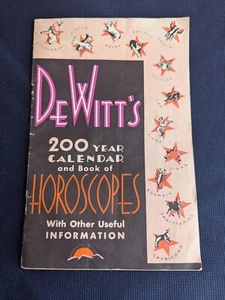 DeWitt's
200 YEAR
CALENDAR
and Book of
HOROSCOPES
With Other Useful
INFORMATION